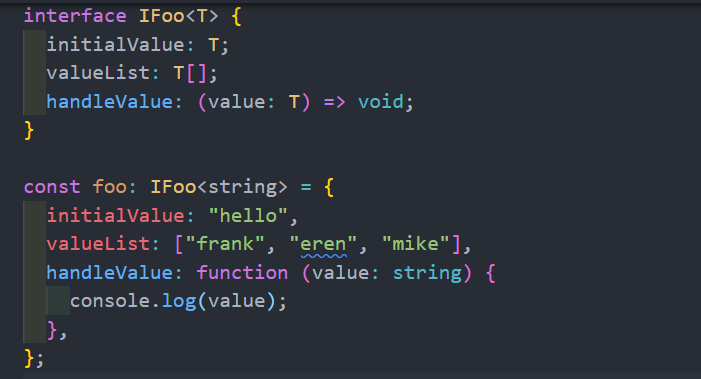 interface IFoo<T> {
  initialValue: T;
  valueList: T[];
  handleValue: (value: T) => void;
}
const foo: IFoo<string> = {
  initialValue: "hello",
  valueList: ["frank", "eren", "mike"],
  handleValue: function (value: string) {
    console.log(value);
  },
};